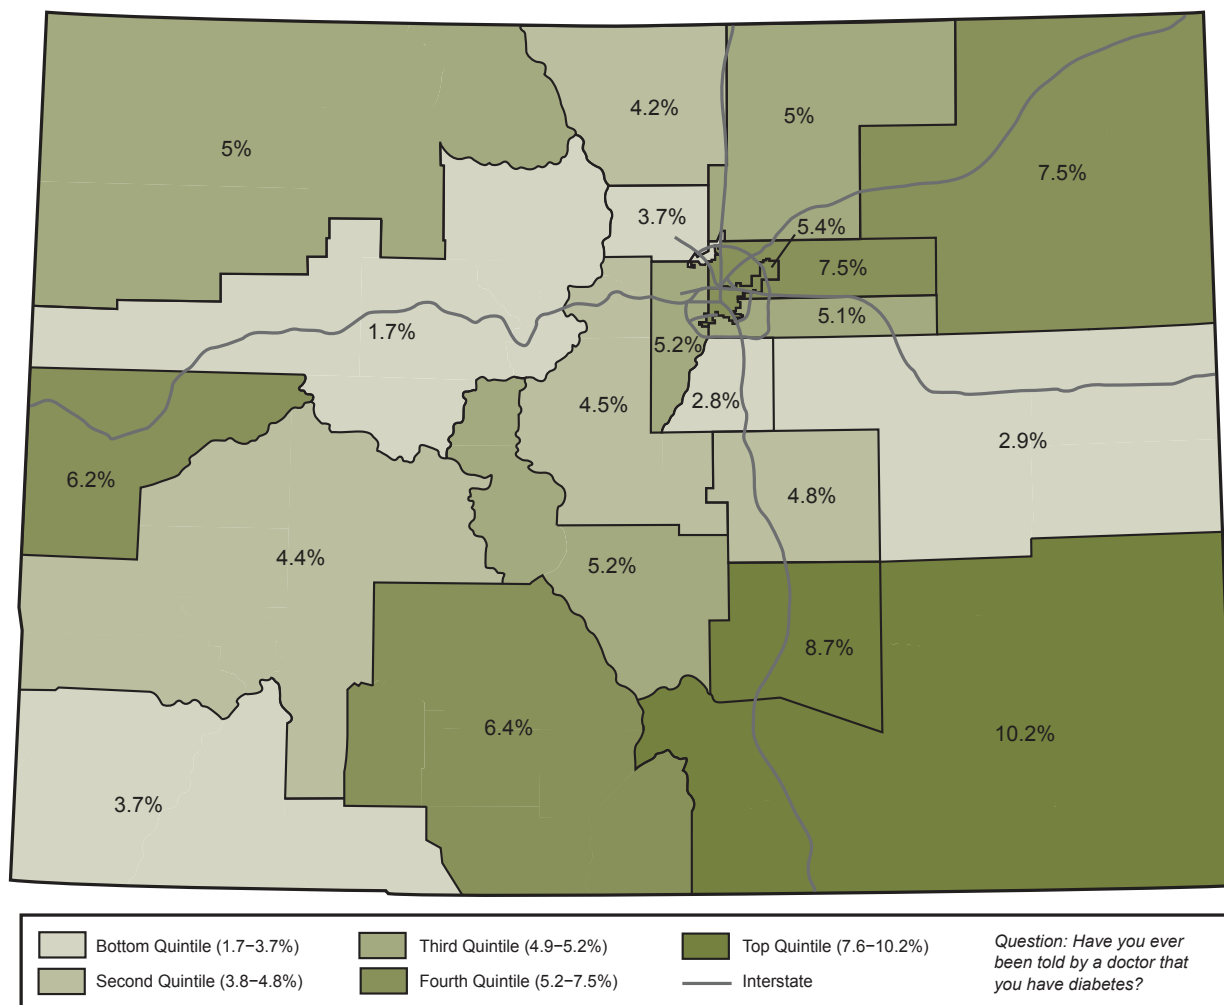 4.2%
5%
5%
7.5%
3.7%
5.4%
7.5%
5.1%
1.7%
5.2%
2.8%
4.5%
2.9%
6.2%
4.8%
4.4%
5.2%
8.7%
6.4%
10.2%
3.7%
Bottom Quintile (1.7–3.7%)
Second Quintile (3.8–4.8%)
Third Quintile (4.9–5.2%)
Fourth Quintile (5.2–7.5%)
Top Quintile (7.6–10.2%)
Interstate
Question: Have you ever
been told by a doctor that
you have diabetes?